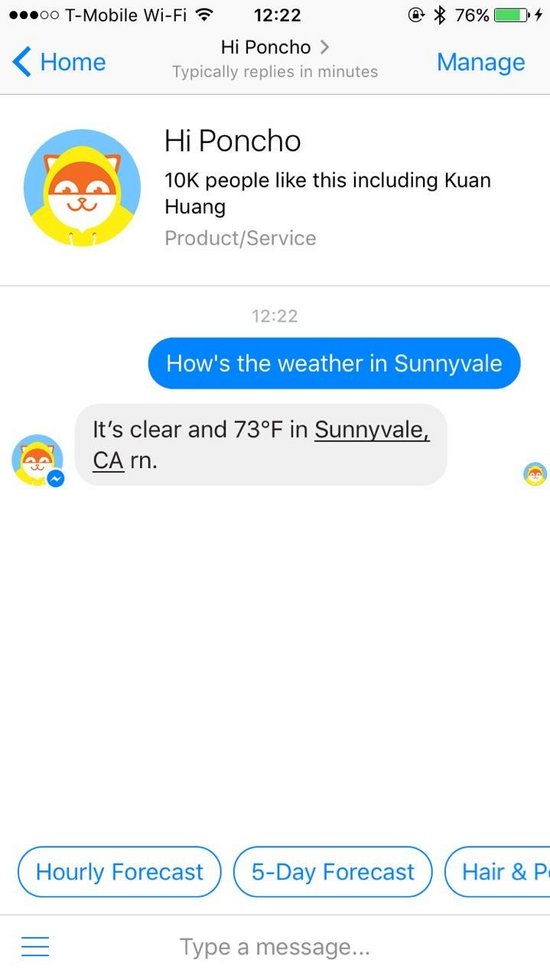 T-Mobile Wi-Fi 12:22 76%
Home Hi Poncho Manage
Typically replies in minutes
Hi Poncho
10K people like this including Kuan
Huang
Product/Service
12:22
How's the weather in Sunnyvale
It's clear and 73°F in Sunnyvale,
CA rn.
Hourly Forecast 5-Day Forecast Hair &
Type a message...